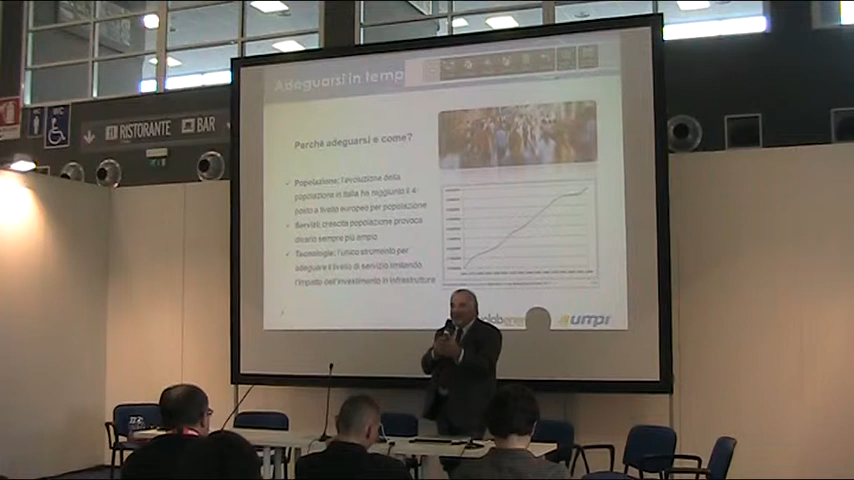 Adeguarsi in temp
WC
RISTORANTE BAR
Perché adeguarsi e come?
✓ Popolazione: l'evoluzione della
popolazione in Italia ha raggiunto il 4
posto a livello europeo per popolazione
✓ Servizi: crescita popolazione provoca
divario sempre più ampio
✓ Tecnologie: l'unico strumento per
adeguare il livello di servizio limitando
l'impatto dell'investimento in infrastrutture
umpi